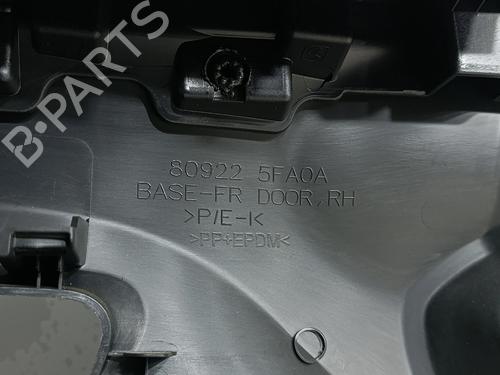 B-PARTS
80922 5FA0A
BASE-FR DOOR, RH
>P/E-I<
>PP+EPDM<